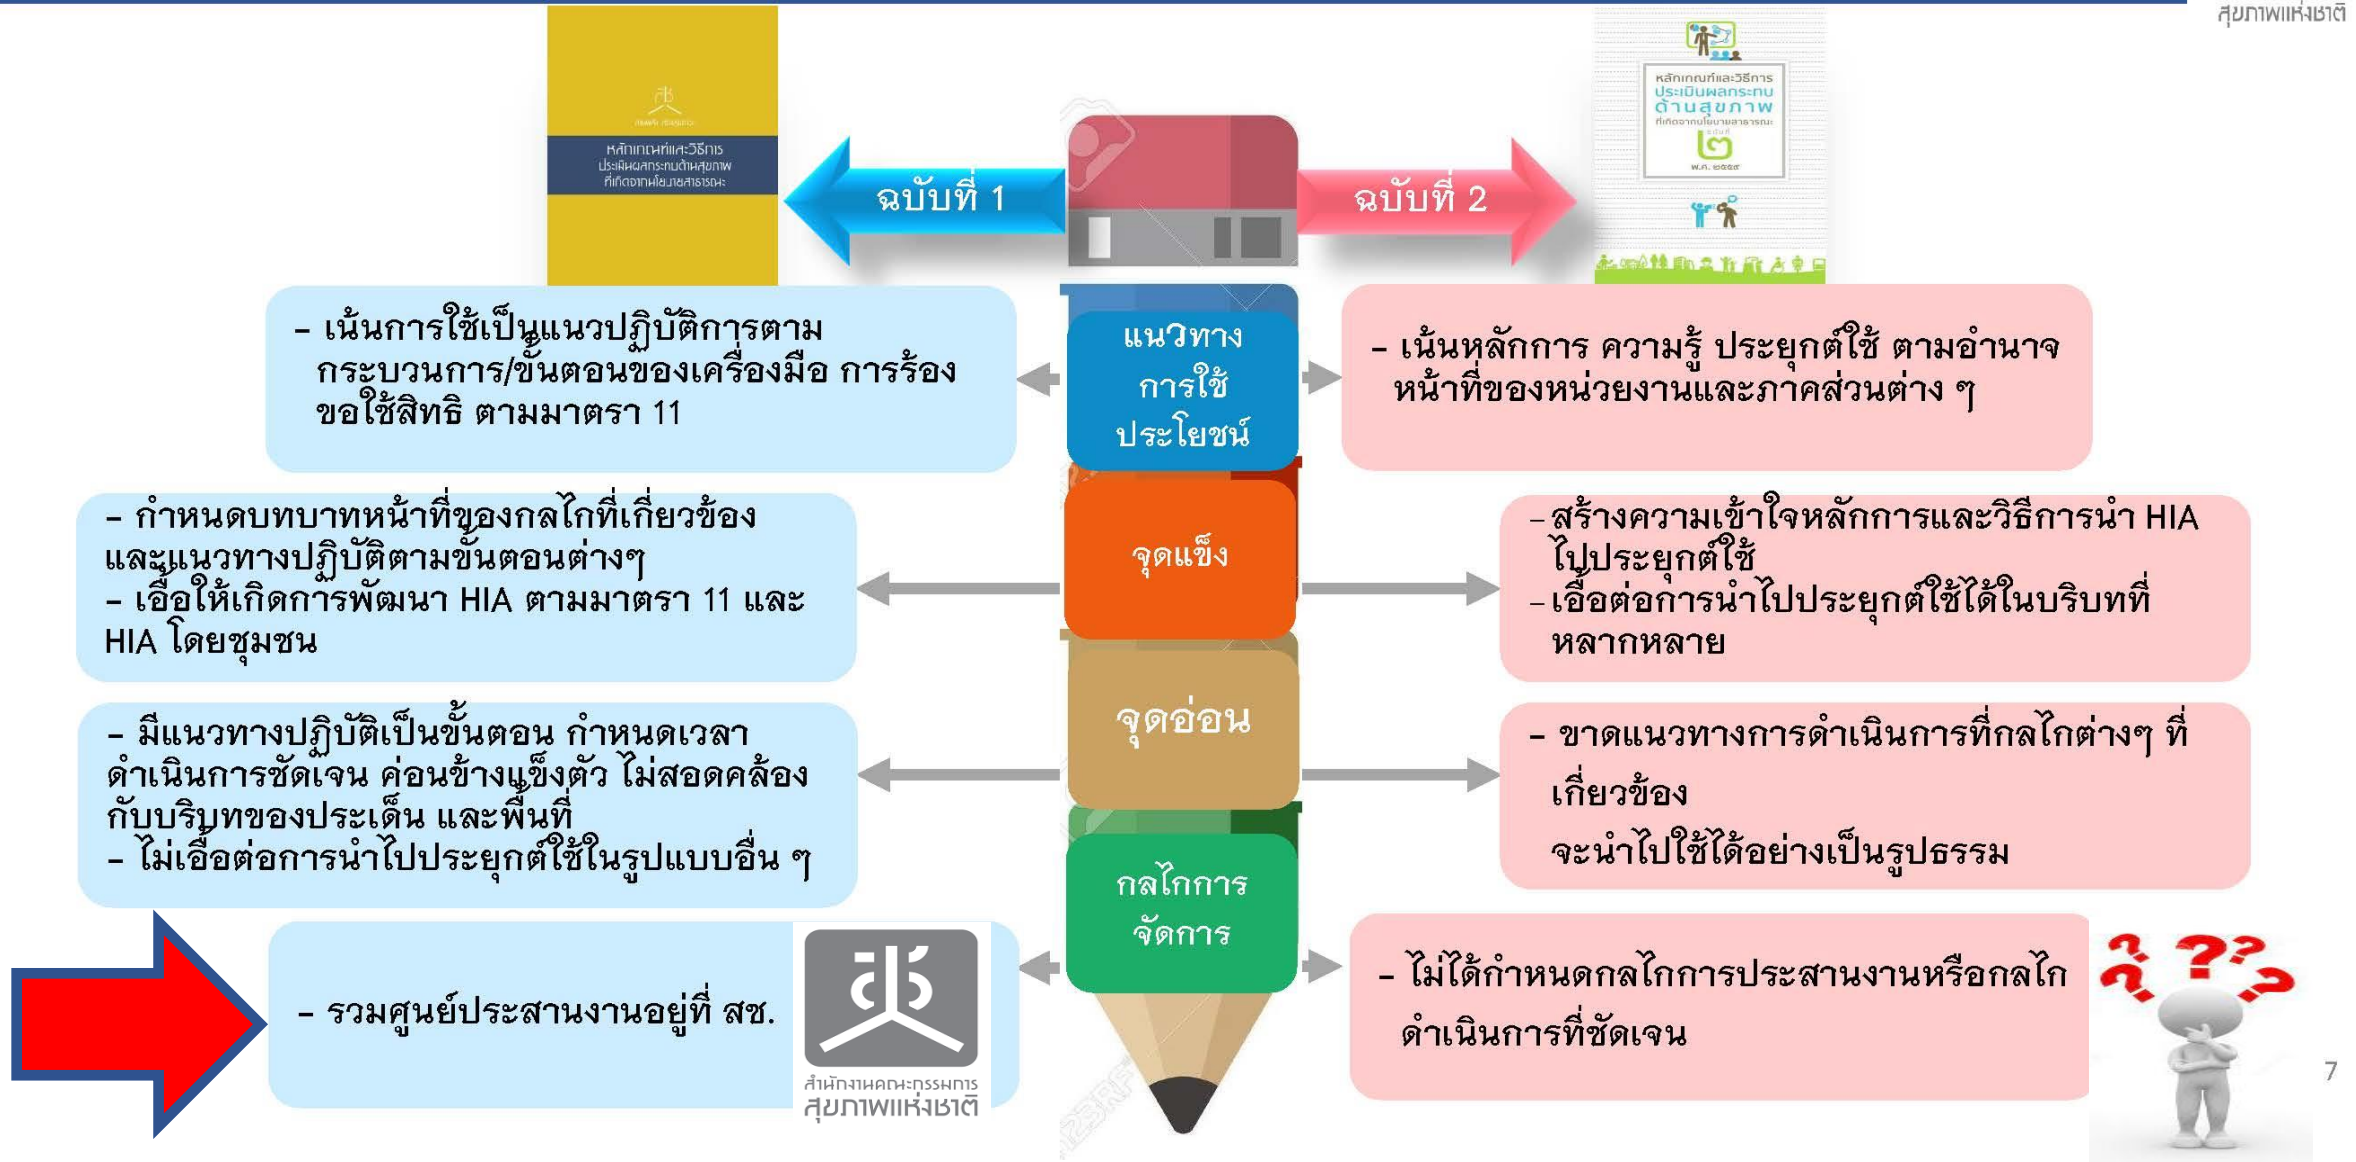 สุขภาพแห่งชาติ
หลักเกณฑ์และวิธีการ
ประเมินผลกระทบด้านสุขภาพ
ที่เกิดจากนโยบายสาธารณะ
หลักเกณฑ์และวิธีการ
ประเมินผลกระทบ
ด้านสุขภาพ
ที่เกิดจากนโยบายสาธารณะ
ฉบับที่
๒
พ.ศ. ๒๕๕๙
ฉบับที่ 1
ฉบับที่ 2
– เน้นการใช้เป็นแนวปฏิบัติการตาม
กระบวนการ/ขั้นตอนของเครื่องมือ การร้อง
ขอใช้สิทธิ ตามมาตรา 11
แนวทาง
การใช้
ประโยชน์
– เน้นหลักการ ความรู้ ประยุกต์ใช้ ตามอำนาจ
หน้าที่ของหน่วยงานและภาคส่วนต่าง ๆ
– กำหนดบทบาทหน้าที่ของกลไกที่เกี่ยวข้อง
และแนวทางปฏิบัติตามขั้นตอนต่างๆ
– เอื้อให้เกิดการพัฒนา HIA ตามมาตรา 11 และ
HIA โดยชุมชน
จุดแข็ง
– สร้างความเข้าใจหลักการและวิธีการนำ HIA
ไปประยุกต์ใช้
– เอื้อต่อการนำไปประยุกต์ใช้ได้ในบริบทที่
หลากหลาย
– มีแนวทางปฏิบัติเป็นขั้นตอน กำหนดเวลา
ดำเนินการชัดเจน ค่อนข้างแข็งตัว ไม่สอดคล้อง
กับบริบทของประเด็น และพื้นที่
– ไม่เอื้อต่อการนำไปประยุกต์ใช้ในรูปแบบอื่น ๆ
จุดอ่อน
– ขาดแนวทางการดำเนินการที่กลไกต่างๆ ที่
เกี่ยวข้อง
จะนำไปใช้ได้อย่างเป็นรูปธรรม
– รวมศูนย์ประสานงานอยู่ที่ สช.
สช
สำนักงานคณะกรรมการ
สุขภาพแห่งชาติ
กลไกการ
จัดการ
– ไม่ได้กำหนดกลไกการประสานงานหรือกลไก
ดำเนินการที่ชัดเจน
? ? ? ? ?
123RF
7